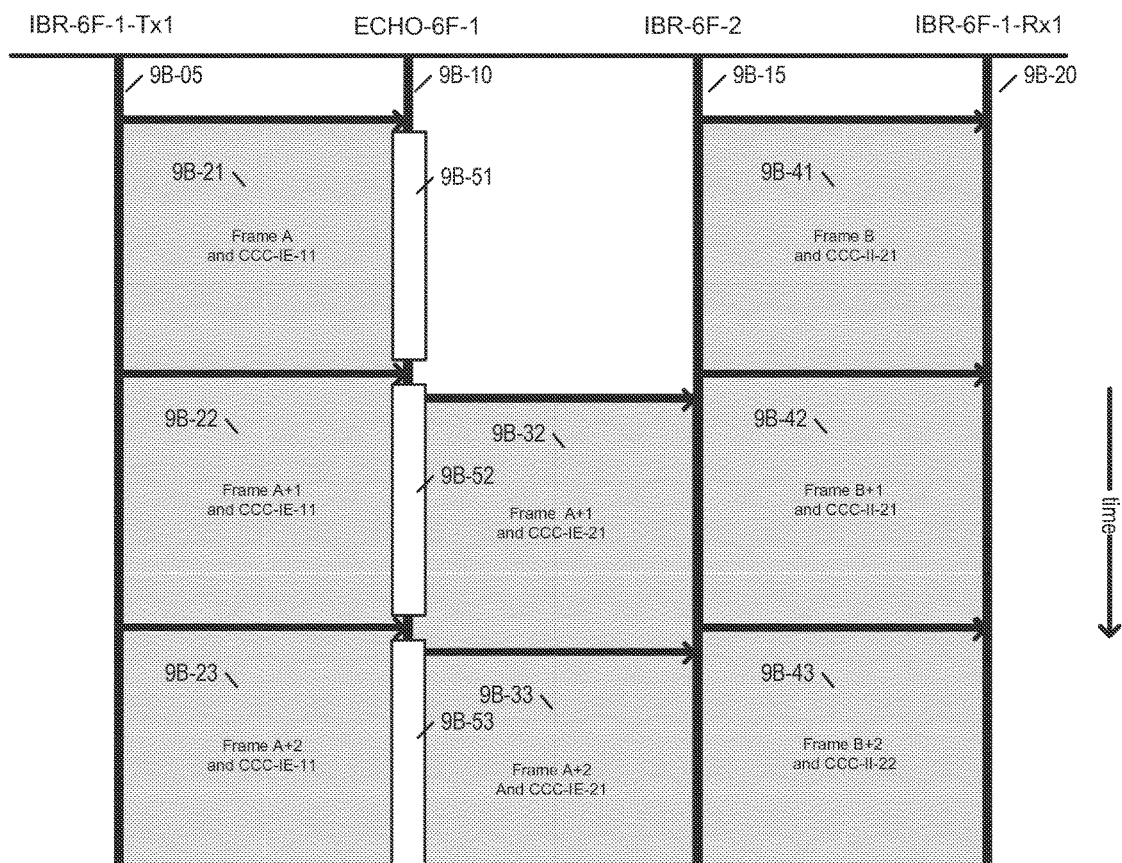 IBR-6F-1-Tx1
ECHO-6F-1
IBR-6F-2
IBR-6F-1-Rx1
9B-05
9B-10
9B-15
9B-20
9B-21
Frame A
and CCC-IE-11
9B-51
9B-41
Frame B
and CCC-II-21
9B-22
Frame A+1
and CCC-IE-11
9B-52
9B-32
Frame A+1
and CCC-IE-21
9B-42
Frame B+1
and CCC-II-21
time
9B-23
Frame A+2
and CCC-IE-11
9B-53
9B-33
Frame A+2
And CCC-IE-21
9B-43
Frame B+2
and CCC-II-22